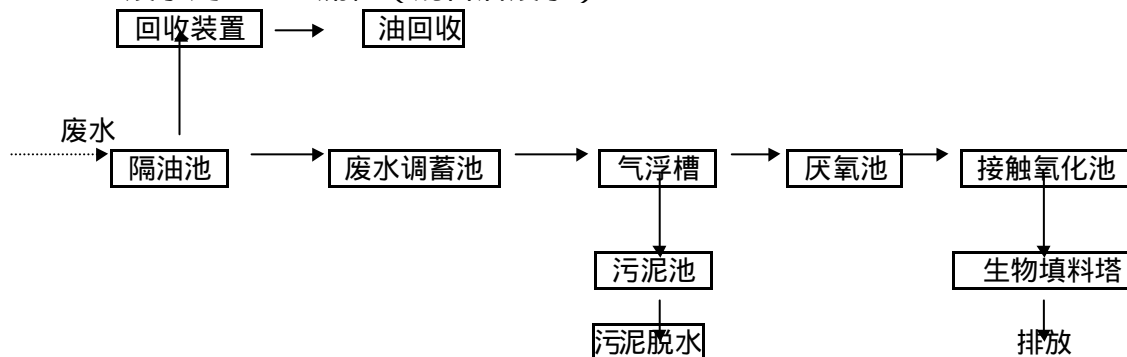 回收装置 油回收
废水
隔油池 废水调蓄池 气浮槽 厌氧池 接触氧化池
污泥池 生物填料塔
污泥脱水 排放